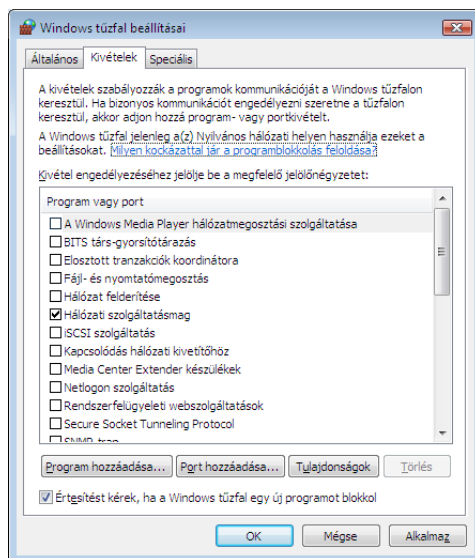 Windows tűzfal beállításai
Általános Kivételek Speciális
A kivételek szabályozzák a programok kommunikációját a Windows tűzfalon
keresztül. Ha bizonyos kommunikációt engedélyezni szeretne a tűzfalon
keresztül, akkor adjon hozzá program- vagy portkivételt.
A Windows tűzfal jelenleg a(z) Nyilvános hálózati helyen használja ezeket a
beállításokat. Milyen kockázattal jár a programblokkolás feloldása?
Kivétel engedélyezéséhez jelölje be a megfelelő jelölőnégyzetet:
Program vagy port
A Windows Media Player hálózatmegosztási szolgáltatása
BITS társ-gyorsítótárazás
Elosztott tranzakciók koordinátora
Fájl- és nyomtatómegosztás
Hálózat felderítése
Hálózati szolgáltatásmag
iSCSI szolgáltatás
Kapcsolódás hálózati kivetítőhöz
Media Center Extender készülékek
Netlogon szolgáltatás
Rendszerfelügyeleti webszolgáltatások
Secure Socket Tunneling Protocol
SNMP-trap
Program hozzáadása... Port hozzáadása... Tulajdonságok Törlés
Értesítést kérek, ha a Windows tűzfal egy új programot blokkol
OK Mégse Alkalmaz